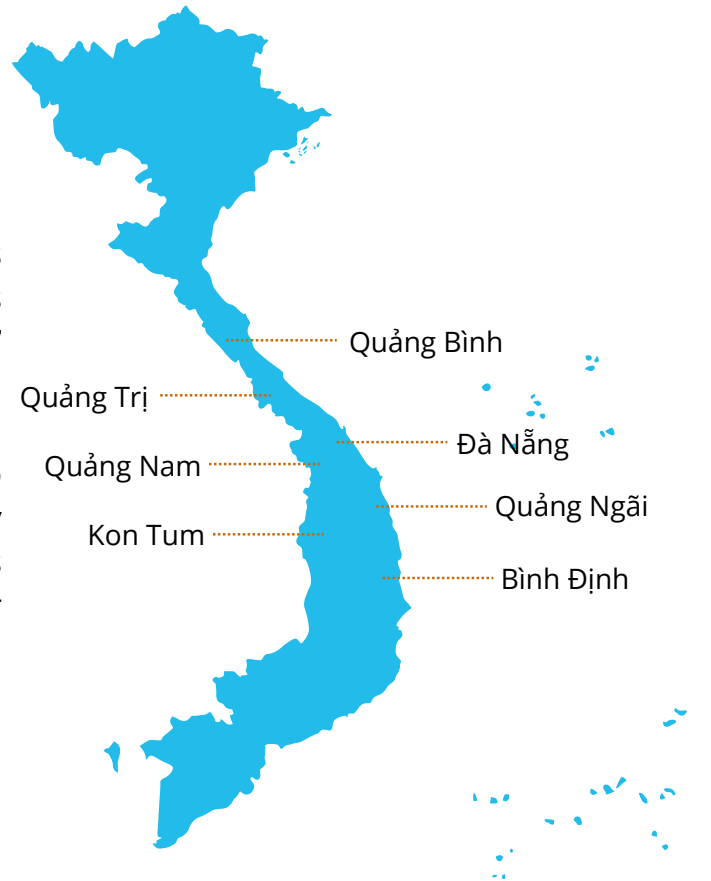 Quảng Bình
Quảng Trị
Đà Nẵng
Quảng Nam
Quảng Ngãi
Kon Tum
Bình Định